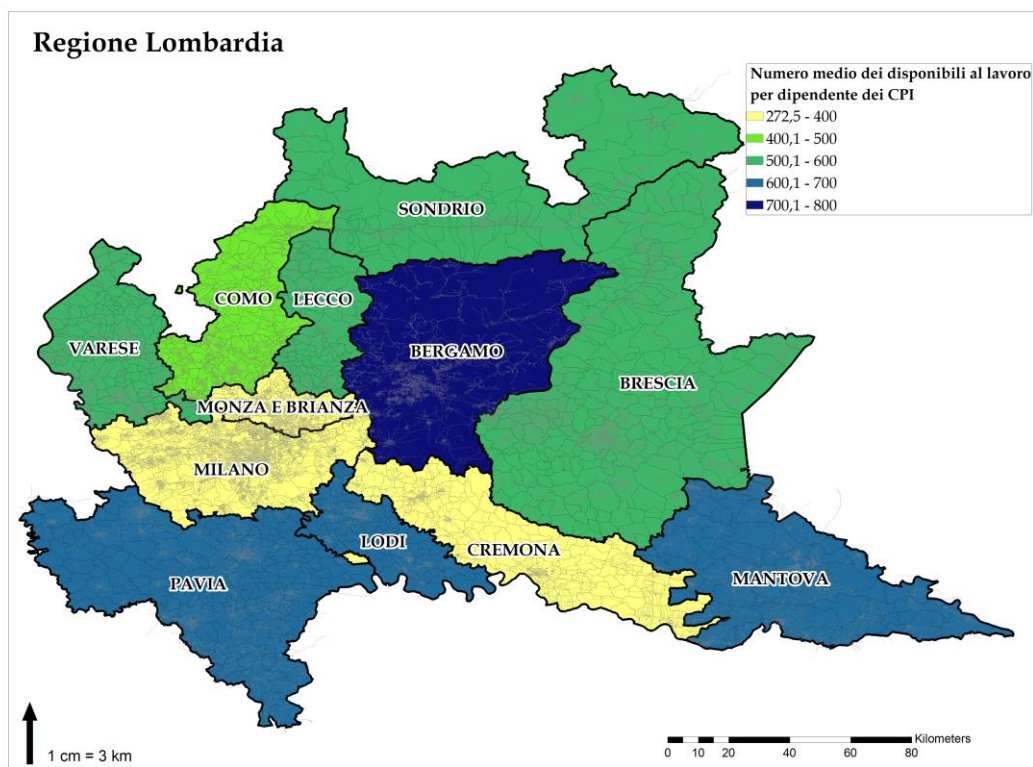 Regione Lombardia
Numero medio dei disponibili al lavoro
per dipendente dei CPI
272,5 - 400
400,1 - 500
500,1 - 600
600,1 - 700
700,1 - 800
SONDRIO
COMO
LECCO
VARESE
BERGAMO
BRESCIA
MONZA E BRIANZA
MILANO
LODI
CREMONA
PAVIA
MANTOVA
1 cm = 3 km
Kilometers
0 10 20 40 60 80